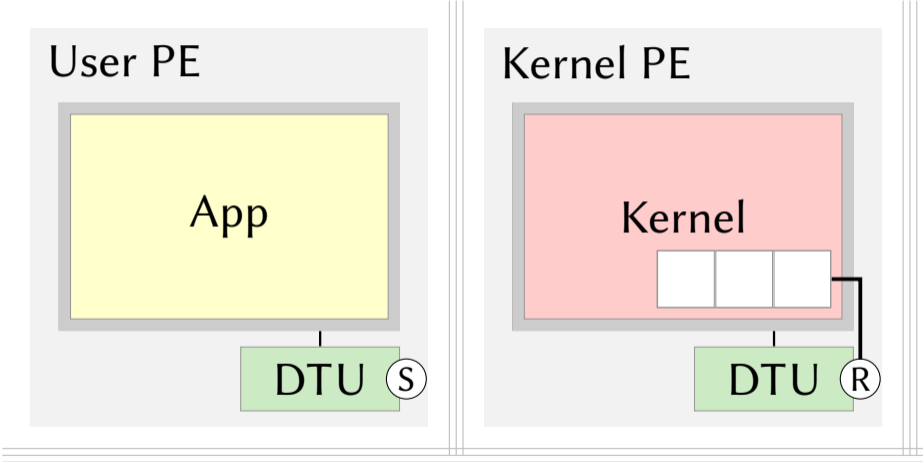 User PE
App
DTU
S
Kernel PE
Kernel
DTU
R